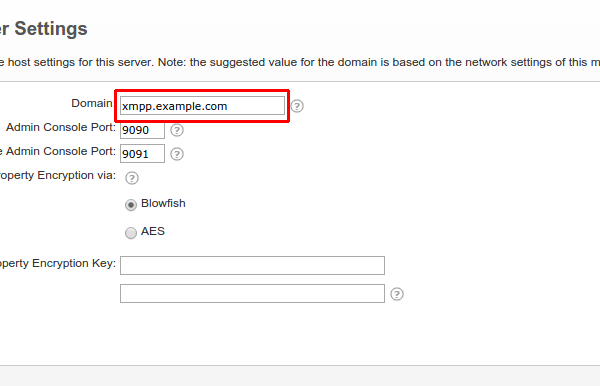 er Settings
e host settings for this server. Note: the suggested value for the domain is based on the network settings of this m
Domain: xmpp.example.com ?
Admin Console Port: 9090 ?
e Admin Console Port: 9091 ?
roperty Encryption via: ?
Blowfish
AES
operty Encryption Key:
?